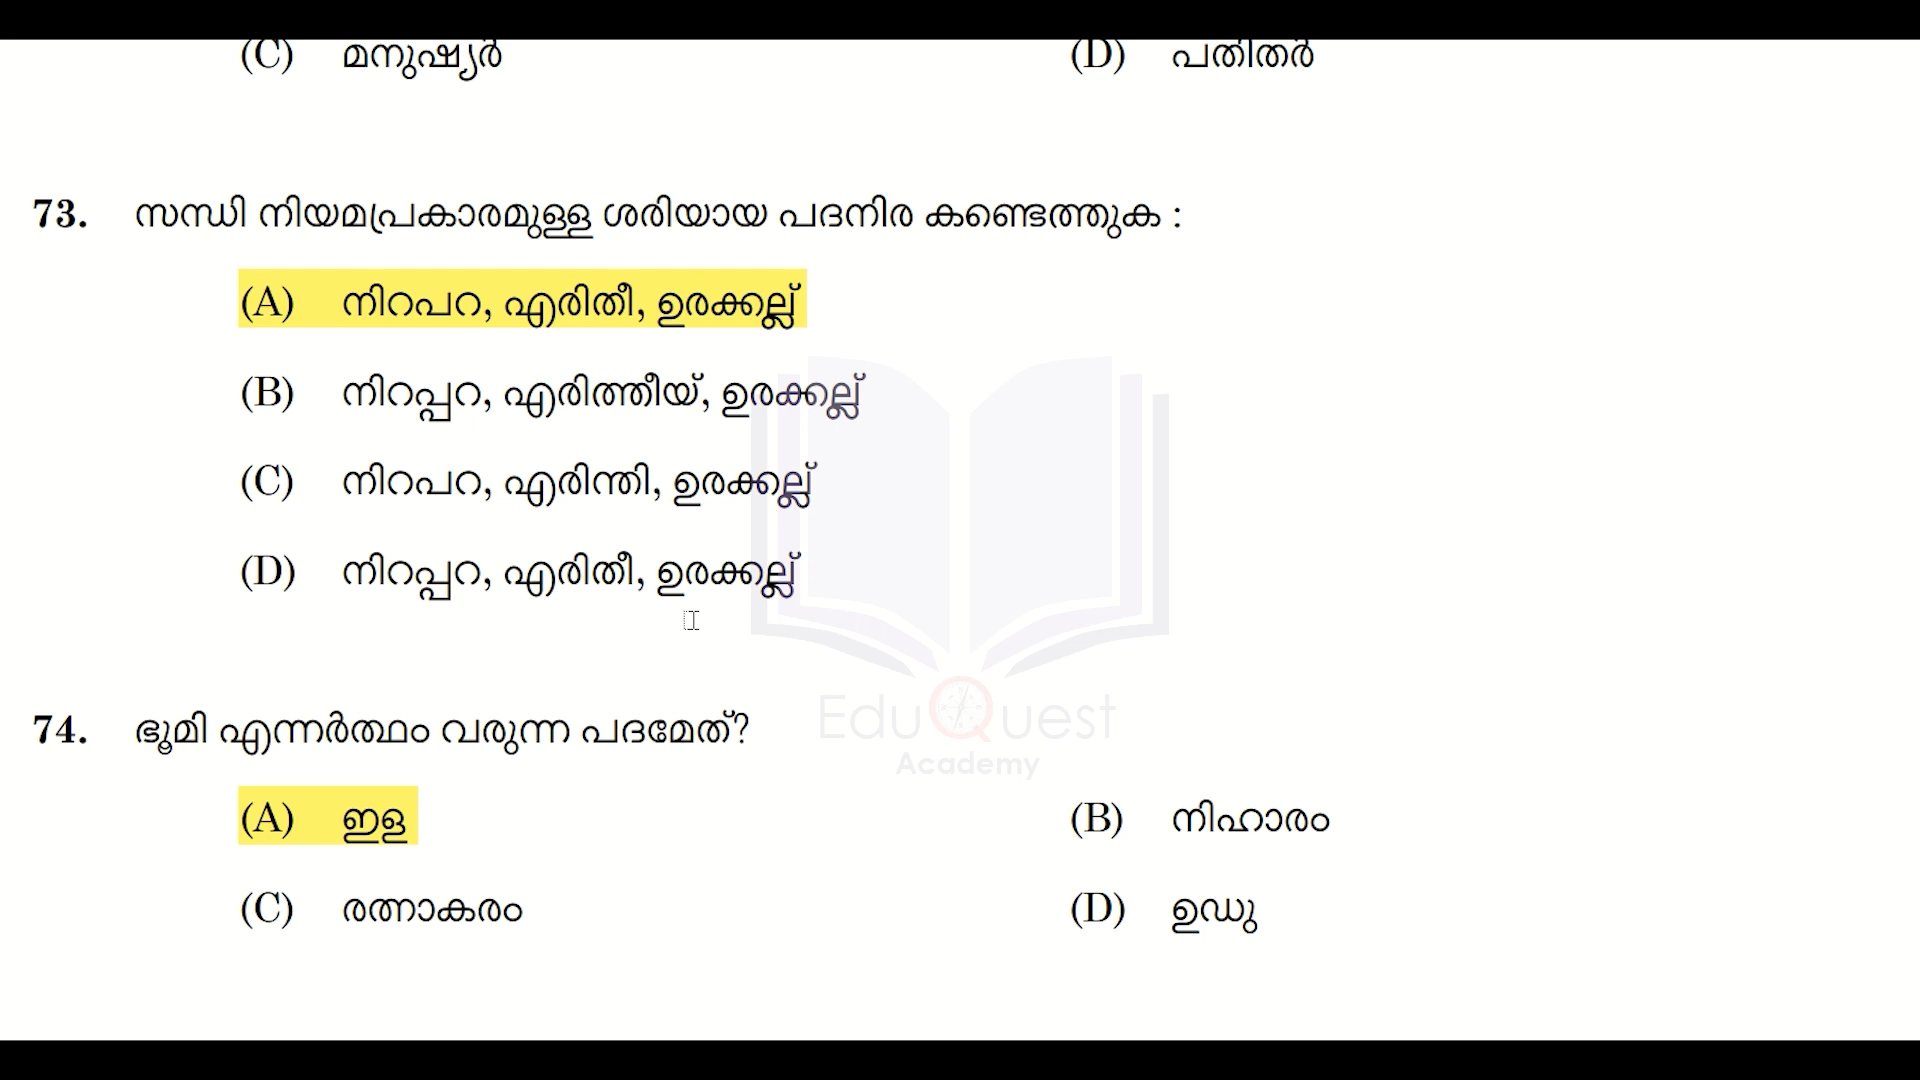 (C) മനുഷ്യർ (D) പതിതർ
73. സന്ധി നിയമപ്രകാരമുള്ള ശരിയായ പദനിര കണ്ടെത്തുക :
(A) നിറപറ, എരിതീ, ഉരക്കല്ല്
(B) നിറപ്പറ, എരിത്തീയ്, ഉരക്കല്ല്
(C) നിറപറ, എരിന്തി, ഉരക്കല്ല്
(D) നിറപ്പറ, എരിതീ, ഉരക്കല്ല്
EduQuest
Academy
74. ഭൂമി എന്നർത്ഥം വരുന്ന പദമേത്?
(A) ഇള (B) നിഹാരം
(C) രത്നാകരം (D) ഉഡു